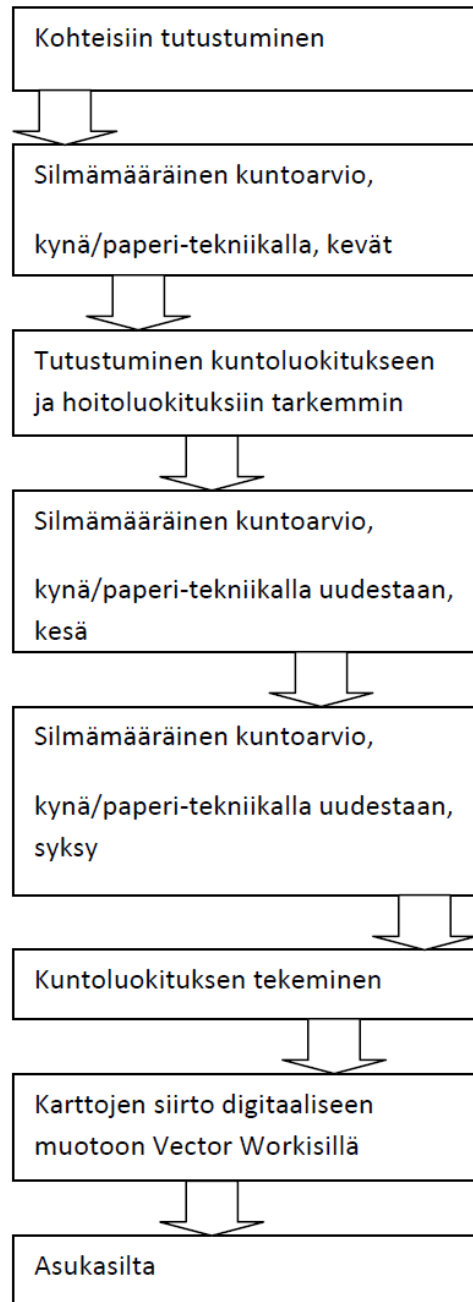 Kohteisiin tutustuminen
Silmämääräinen kuntoarvio,
kynä/paperi-tekniikalla, kevät
Tutustuminen kuntoluokitukseen
ja hoitoluokituksiin tarkemmin
Silmämääräinen kuntoarvio,
kynä/paperi-tekniikalla uudestaan,
kesä
Silmämääräinen kuntoarvio,
kynä/paperi-tekniikalla uudestaan,
syksy
Kuntoluokituksen tekeminen
Karttojen siirto digitaaliseen
muotoon Vector Workisillä
Asukasilta